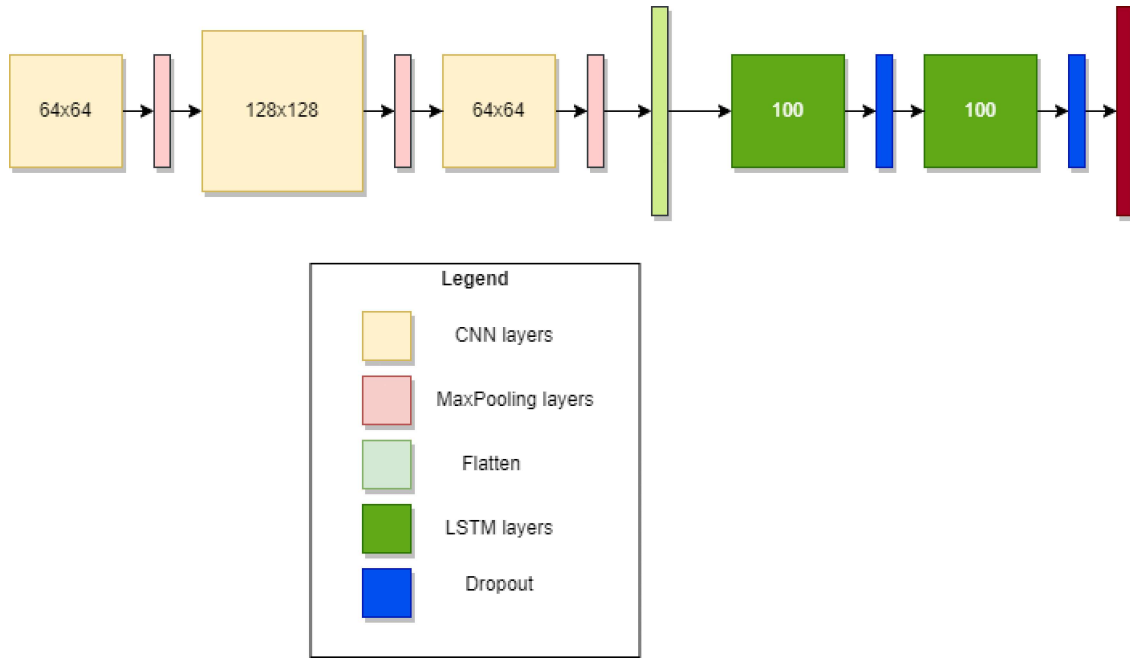 64x64
128x128
64x64
100
100
Legend
CNN layers
MaxPooling layers
Flatten
LSTM layers
Dropout